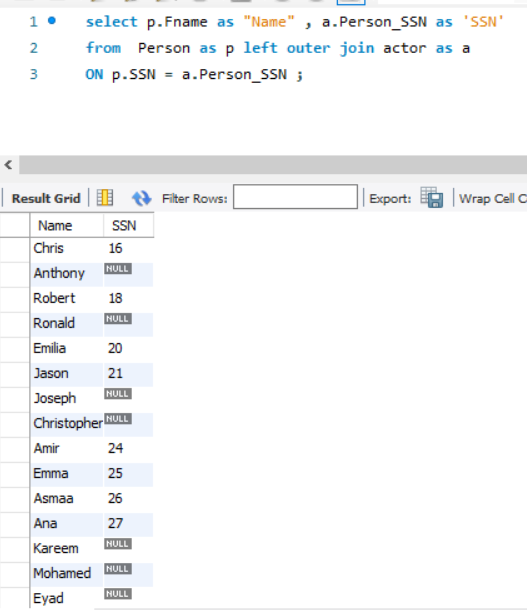 1 select p.Fname as "Name" , a.Person_SSN as 'SSN'
2 from Person as p left outer join actor as a
3 ON p.SSN = a.Person_SSN ;
Result Grid Filter Rows: Export: Wrap Cell C
Name SSN
Chris 16
Anthony NULL
Robert 18
Ronald NULL
Emilia 20
Jason 21
Joseph NULL
Christopher NULL
Amir 24
Emma 25
Asmaa 26
Ana 27
Kareem NULL
Mohamed NULL
Eyad NULL